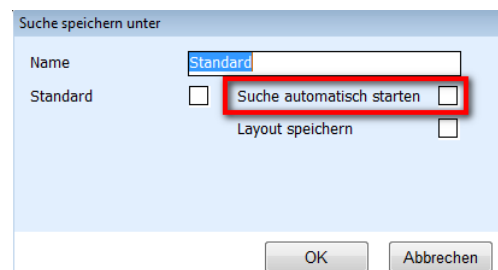 Suche speichern unter
Name Standard
Standard Suche automatisch starten
Layout speichern
OK Abbrechen